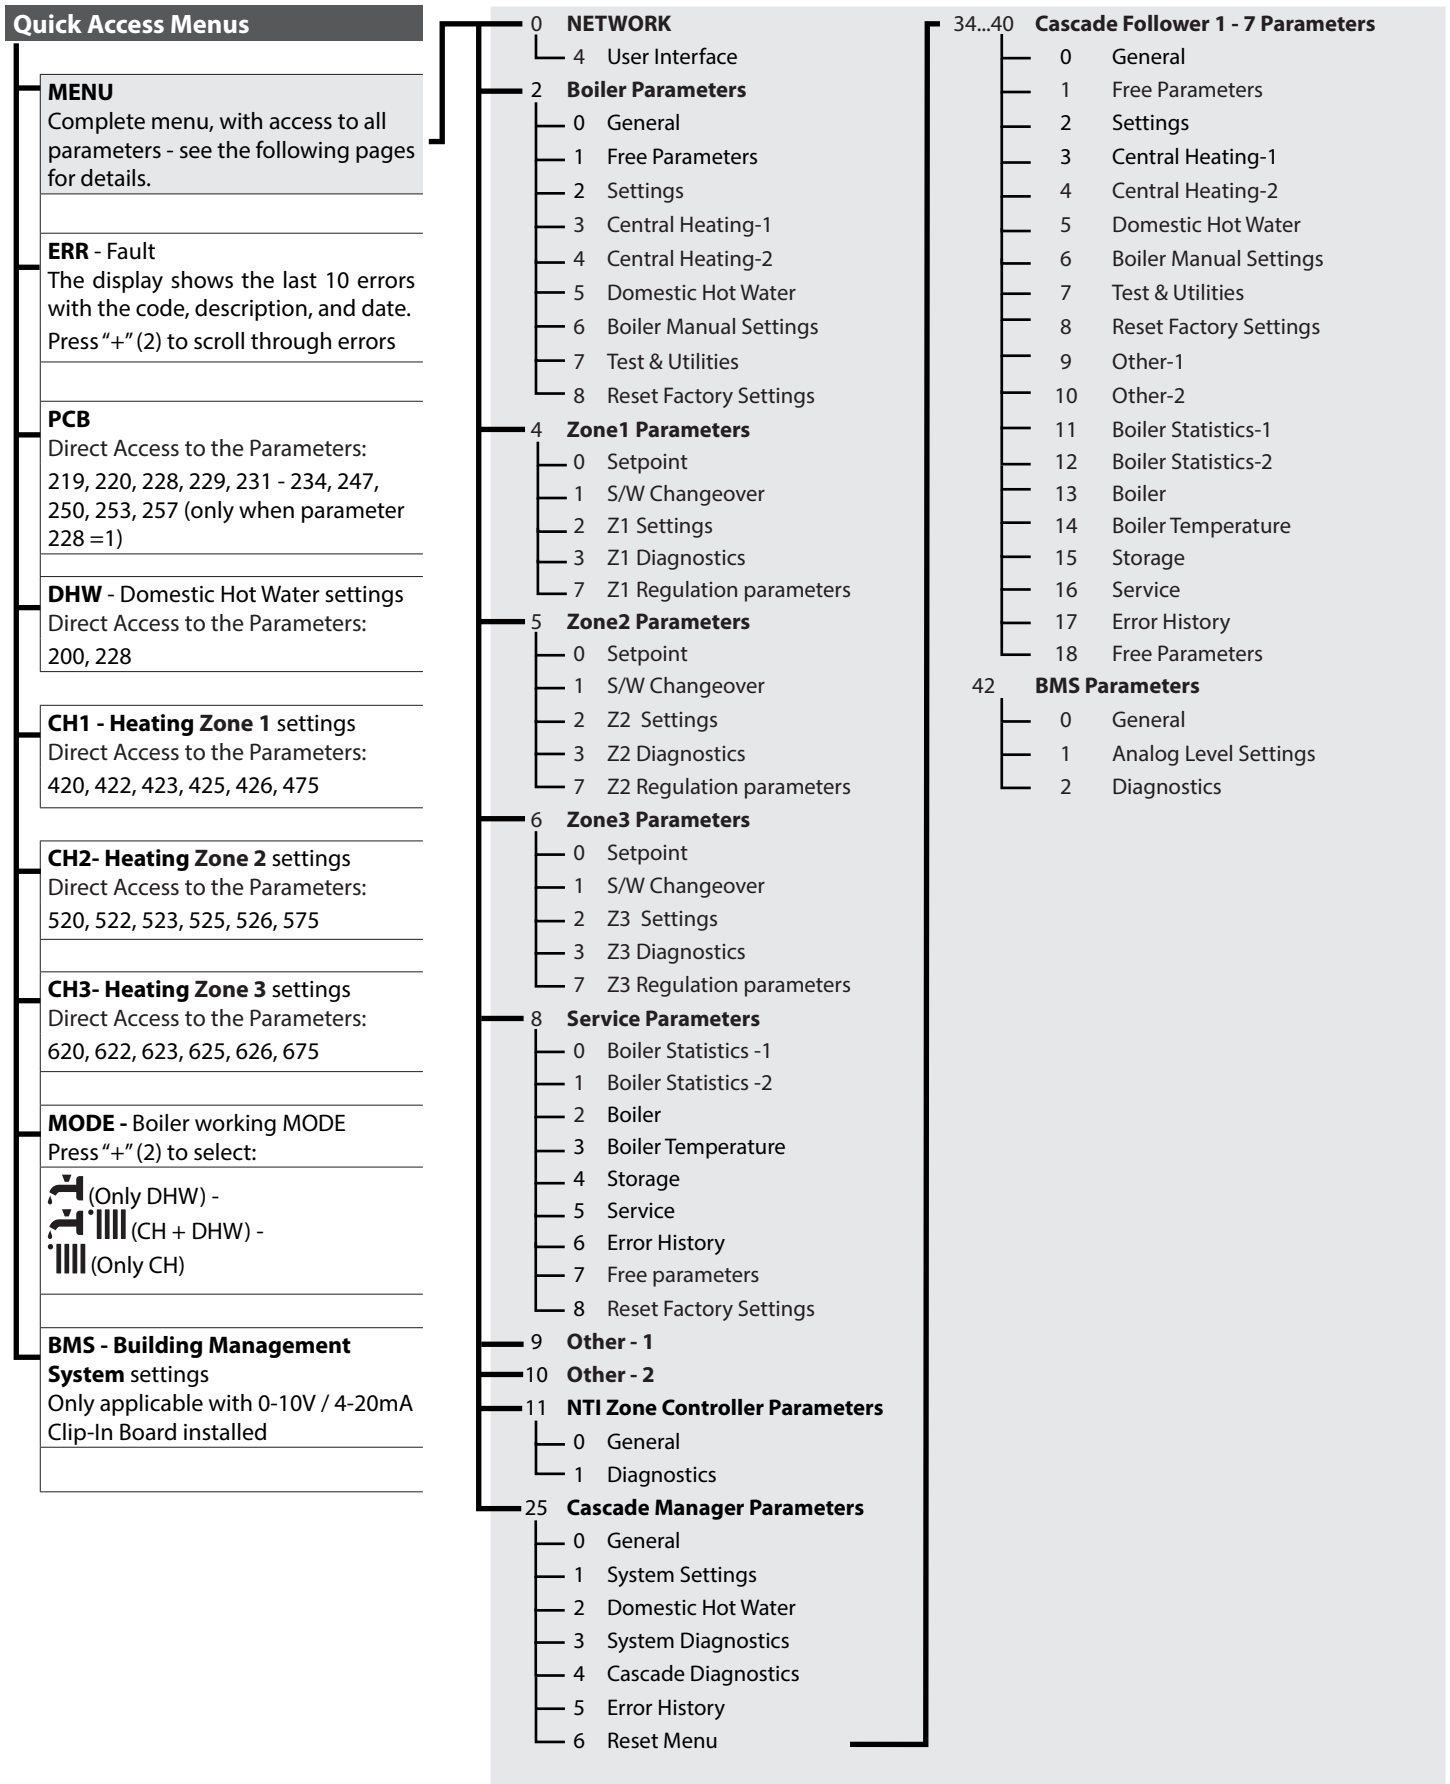 Quick Access Menus
MENU
Complete menu, with access to all
parameters - see the following pages
for details.
ERR - Fault
The display shows the last 10 errors
with the code, description, and date.
Press "+" (2) to scroll through errors
PCB
Direct Access to the Parameters:
219, 220, 228, 229, 231 - 234, 247,
250, 253, 257 (only when parameter
228 =1)
DHW - Domestic Hot Water settings
Direct Access to the Parameters:
200, 228
CH1 - Heating Zone 1 settings
Direct Access to the Parameters:
420, 422, 423, 425, 426, 475
CH2- Heating Zone 2 settings
Direct Access to the Parameters:
520, 522, 523, 525, 526, 575
CH3- Heating Zone 3 settings
Direct Access to the Parameters:
620, 622, 623, 625, 626, 675
MODE - Boiler working MODE
Press "+" (2) to select:
(Only DHW) -
(CH + DHW) -
(Only CH)
BMS - Building Management
System settings
Only applicable with 0-10V / 4-20mA
Clip-In Board installed
0 NETWORK
4 User Interface
2 Boiler Parameters
0 General
1 Free Parameters
2 Settings
3 Central Heating-1
4 Central Heating-2
5 Domestic Hot Water
6 Boiler Manual Settings
7 Test & Utilities
8 Reset Factory Settings
4 Zone1 Parameters
0 Setpoint
1 S/W Changeover
2 Z1 Settings
3 Z1 Diagnostics
7 Z1 Regulation parameters
5 Zone2 Parameters
0 Setpoint
1 S/W Changeover
2 Z2 Settings
3 Z2 Diagnostics
7 Z2 Regulation parameters
6 Zone3 Parameters
0 Setpoint
1 S/W Changeover
2 Z3 Settings
3 Z3 Diagnostics
7 Z3 Regulation parameters
8 Service Parameters
0 Boiler Statistics -1
1 Boiler Statistics -2
2 Boiler
3 Boiler Temperature
4 Storage
5 Service
6 Error History
7 Free parameters
8 Reset Factory Settings
9 Other - 1
10 Other - 2
11 NTI Zone Controller Parameters
0 General
1 Diagnostics
25 Cascade Manager Parameters
0 General
1 System Settings
2 Domestic Hot Water
3 System Diagnostics
4 Cascade Diagnostics
5 Error History
6 Reset Menu
34...40 Cascade Follower 1 - 7 Parameters
0 General
1 Free Parameters
2 Settings
3 Central Heating-1
4 Central Heating-2
5 Domestic Hot Water
6 Boiler Manual Settings
7 Test & Utilities
8 Reset Factory Settings
9 Other-1
10 Other-2
11 Boiler Statistics-1
12 Boiler Statistics-2
13 Boiler
14 Boiler Temperature
15 Storage
16 Service
17 Error History
18 Free Parameters
42 BMS Parameters
0 General
1 Analog Level Settings
2 Diagnostics